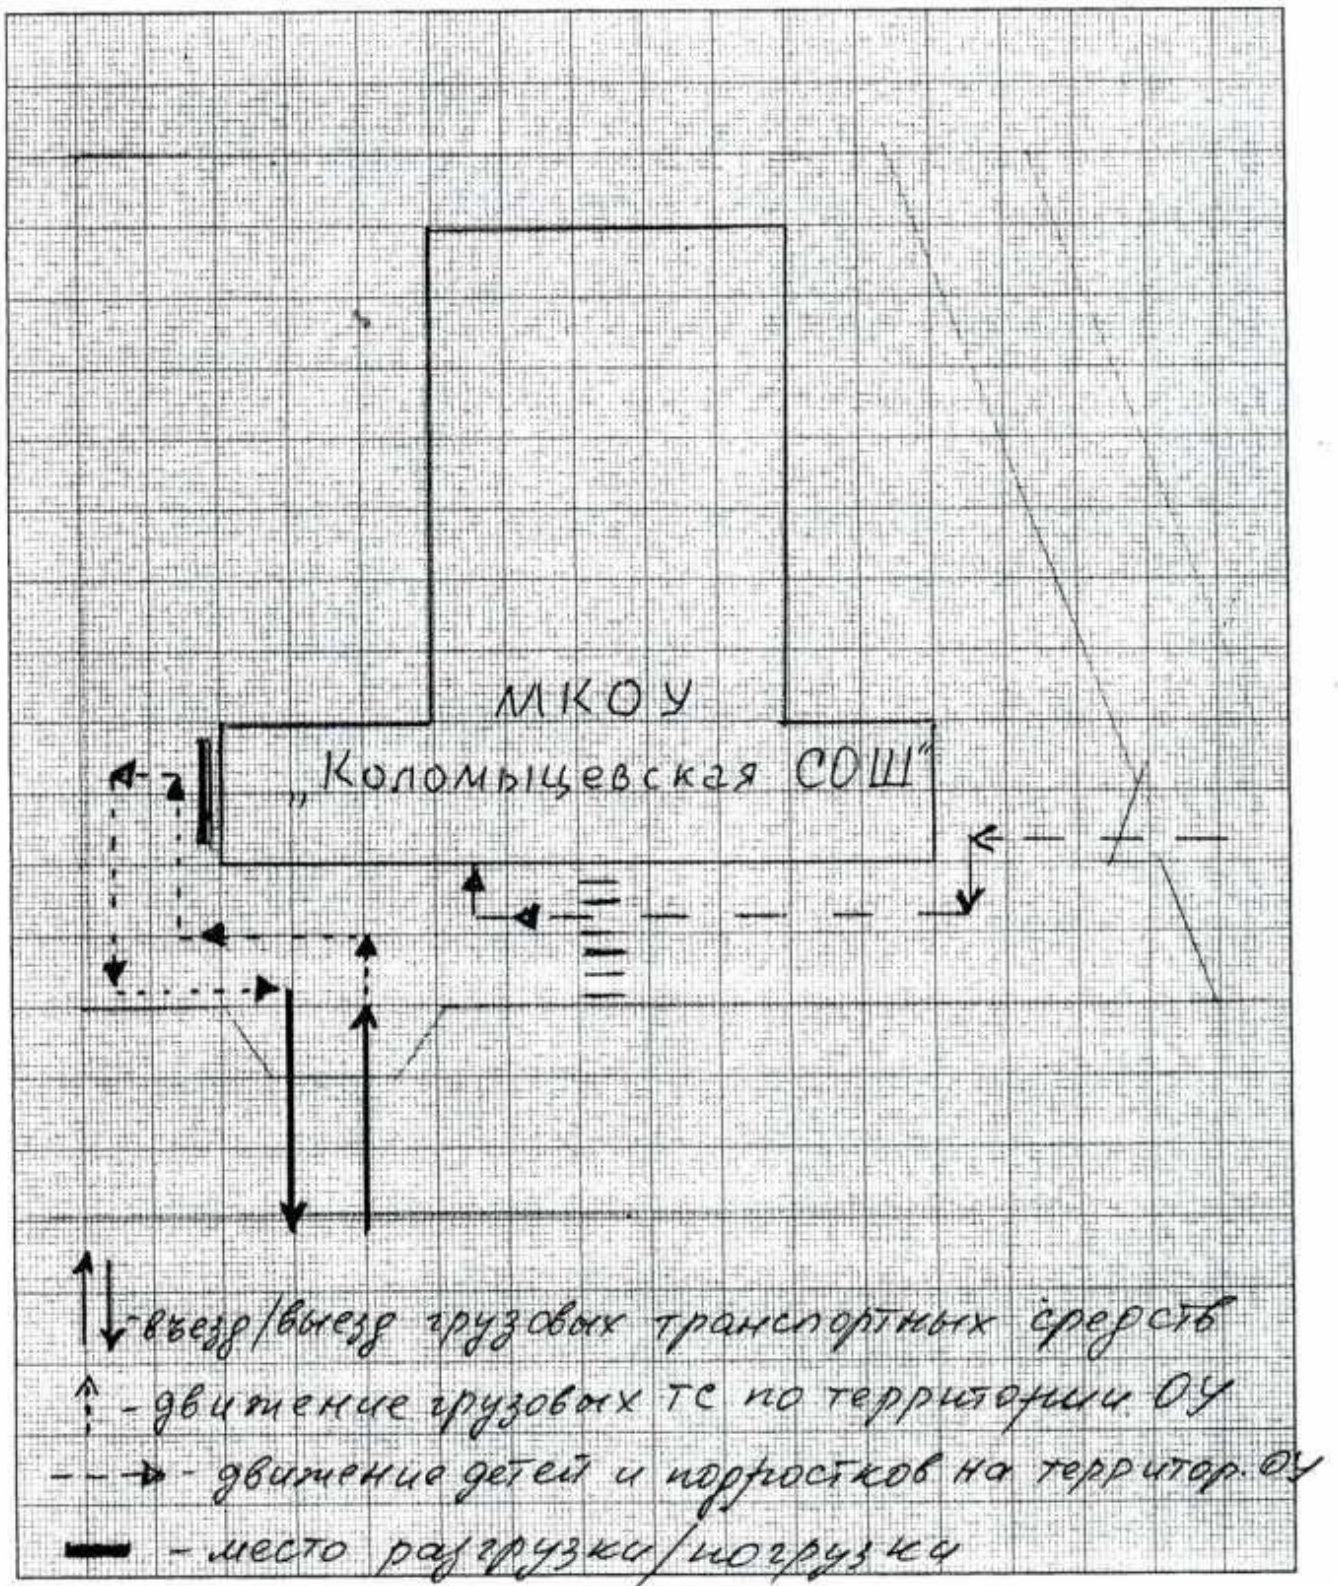 МКОУ
„Коломыцевская СОШ“
- въезд/выезд грузовых транспортных средств
- движение грузовых ТС по территории ОУ
- движение детей и подростков на территор. ОУ
- место разгрузки/погрузки